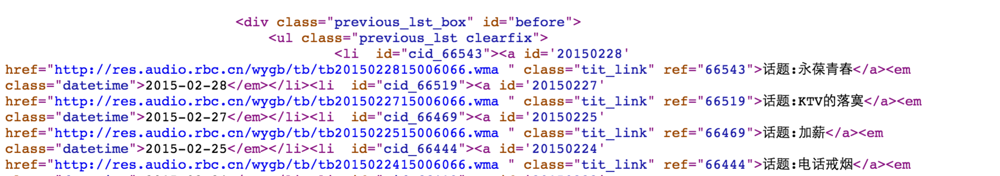 <div class="previous_lst_box" id="before">
<ul class="previous_lst clearfix">
<li  id="cid_66543"><a id='20150228'
href="http://res.audio.rbc.cn/wygb/tb/tb2015022815006066.wma " class="tit_link" ref="66543">话题:永葆青春</a><em
class="datetime">2015-02-28</em></li><li  id="cid_66519"><a id='20150227'
href="http://res.audio.rbc.cn/wygb/tb/tb2015022715006066.wma " class="tit_link" ref="66519">话题:KTV的落寞</a><em
class="datetime">2015-02-27</em></li><li  id="cid_66469"><a id='20150225'
href="http://res.audio.rbc.cn/wygb/tb/tb2015022515006066.wma " class="tit_link" ref="66469">话题:加薪</a><em
class="datetime">2015-02-25</em></li><li  id="cid_66444"><a id='20150224'
href="http://res.audio.rbc.cn/wygb/tb/tb2015022415006066.wma " class="tit_link" ref="66444">话题:电话戒烟</a><em